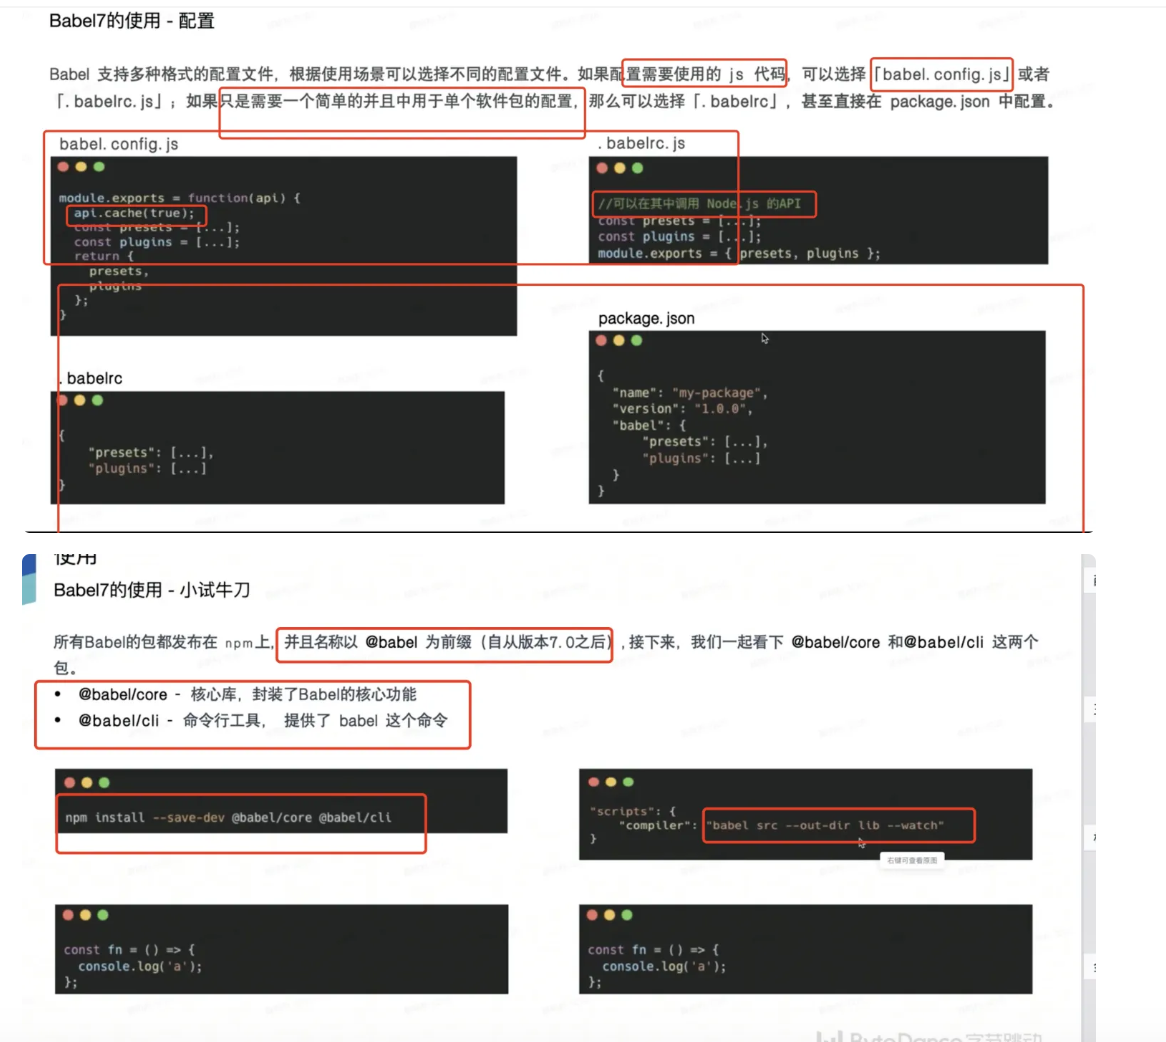 Babel7的使用 - 配置
Babel 支持多种格式的配置文件，根据使用场景可以选择不同的配置文件。如果配置需要使用的 js 代码，可以选择「babel.config.js」或者
「.babelrc.js」；如果只是需要一个简单的并且中用于单个软件包的配置，那么可以选择「.babelrc」，甚至直接在 package.json 中配置。
babel.config.js
module.exports = function(api) {
api.cache(true);
const presets = [...];
const plugins = [...];
return {
presets,
plugins
};
}
.babelrc.js
//可以在其中调用 Node.js 的API
const presets = [...];
const plugins = [...];
module.exports = { presets, plugins };
.babelrc
{
"presets": [...],
"plugins": [...]
}
package.json
{
"name": "my-package",
"version": "1.0.0",
"babel": {
"presets": [...],
"plugins": [...]
}
}
使用
Babel7的使用 - 小试牛刀
所有Babel的包都发布在 npm上，并且名称以 @babel 为前缀（自从版本7.0之后），接下来，我们一起看下 @babel/core 和@babel/cli 这两个
包。
• @babel/core - 核心库，封装了Babel的核心功能
• @babel/cli - 命令行工具， 提供了 babel 这个命令
npm install --save-dev @babel/core @babel/cli
"scripts": {
"compiler": "babel src --out-dir lib --watch"
}
右键可查看原图
const fn = () => {
console.log('a');
};
const fn = () => {
console.log('a');
};
ByteDance字节跳动